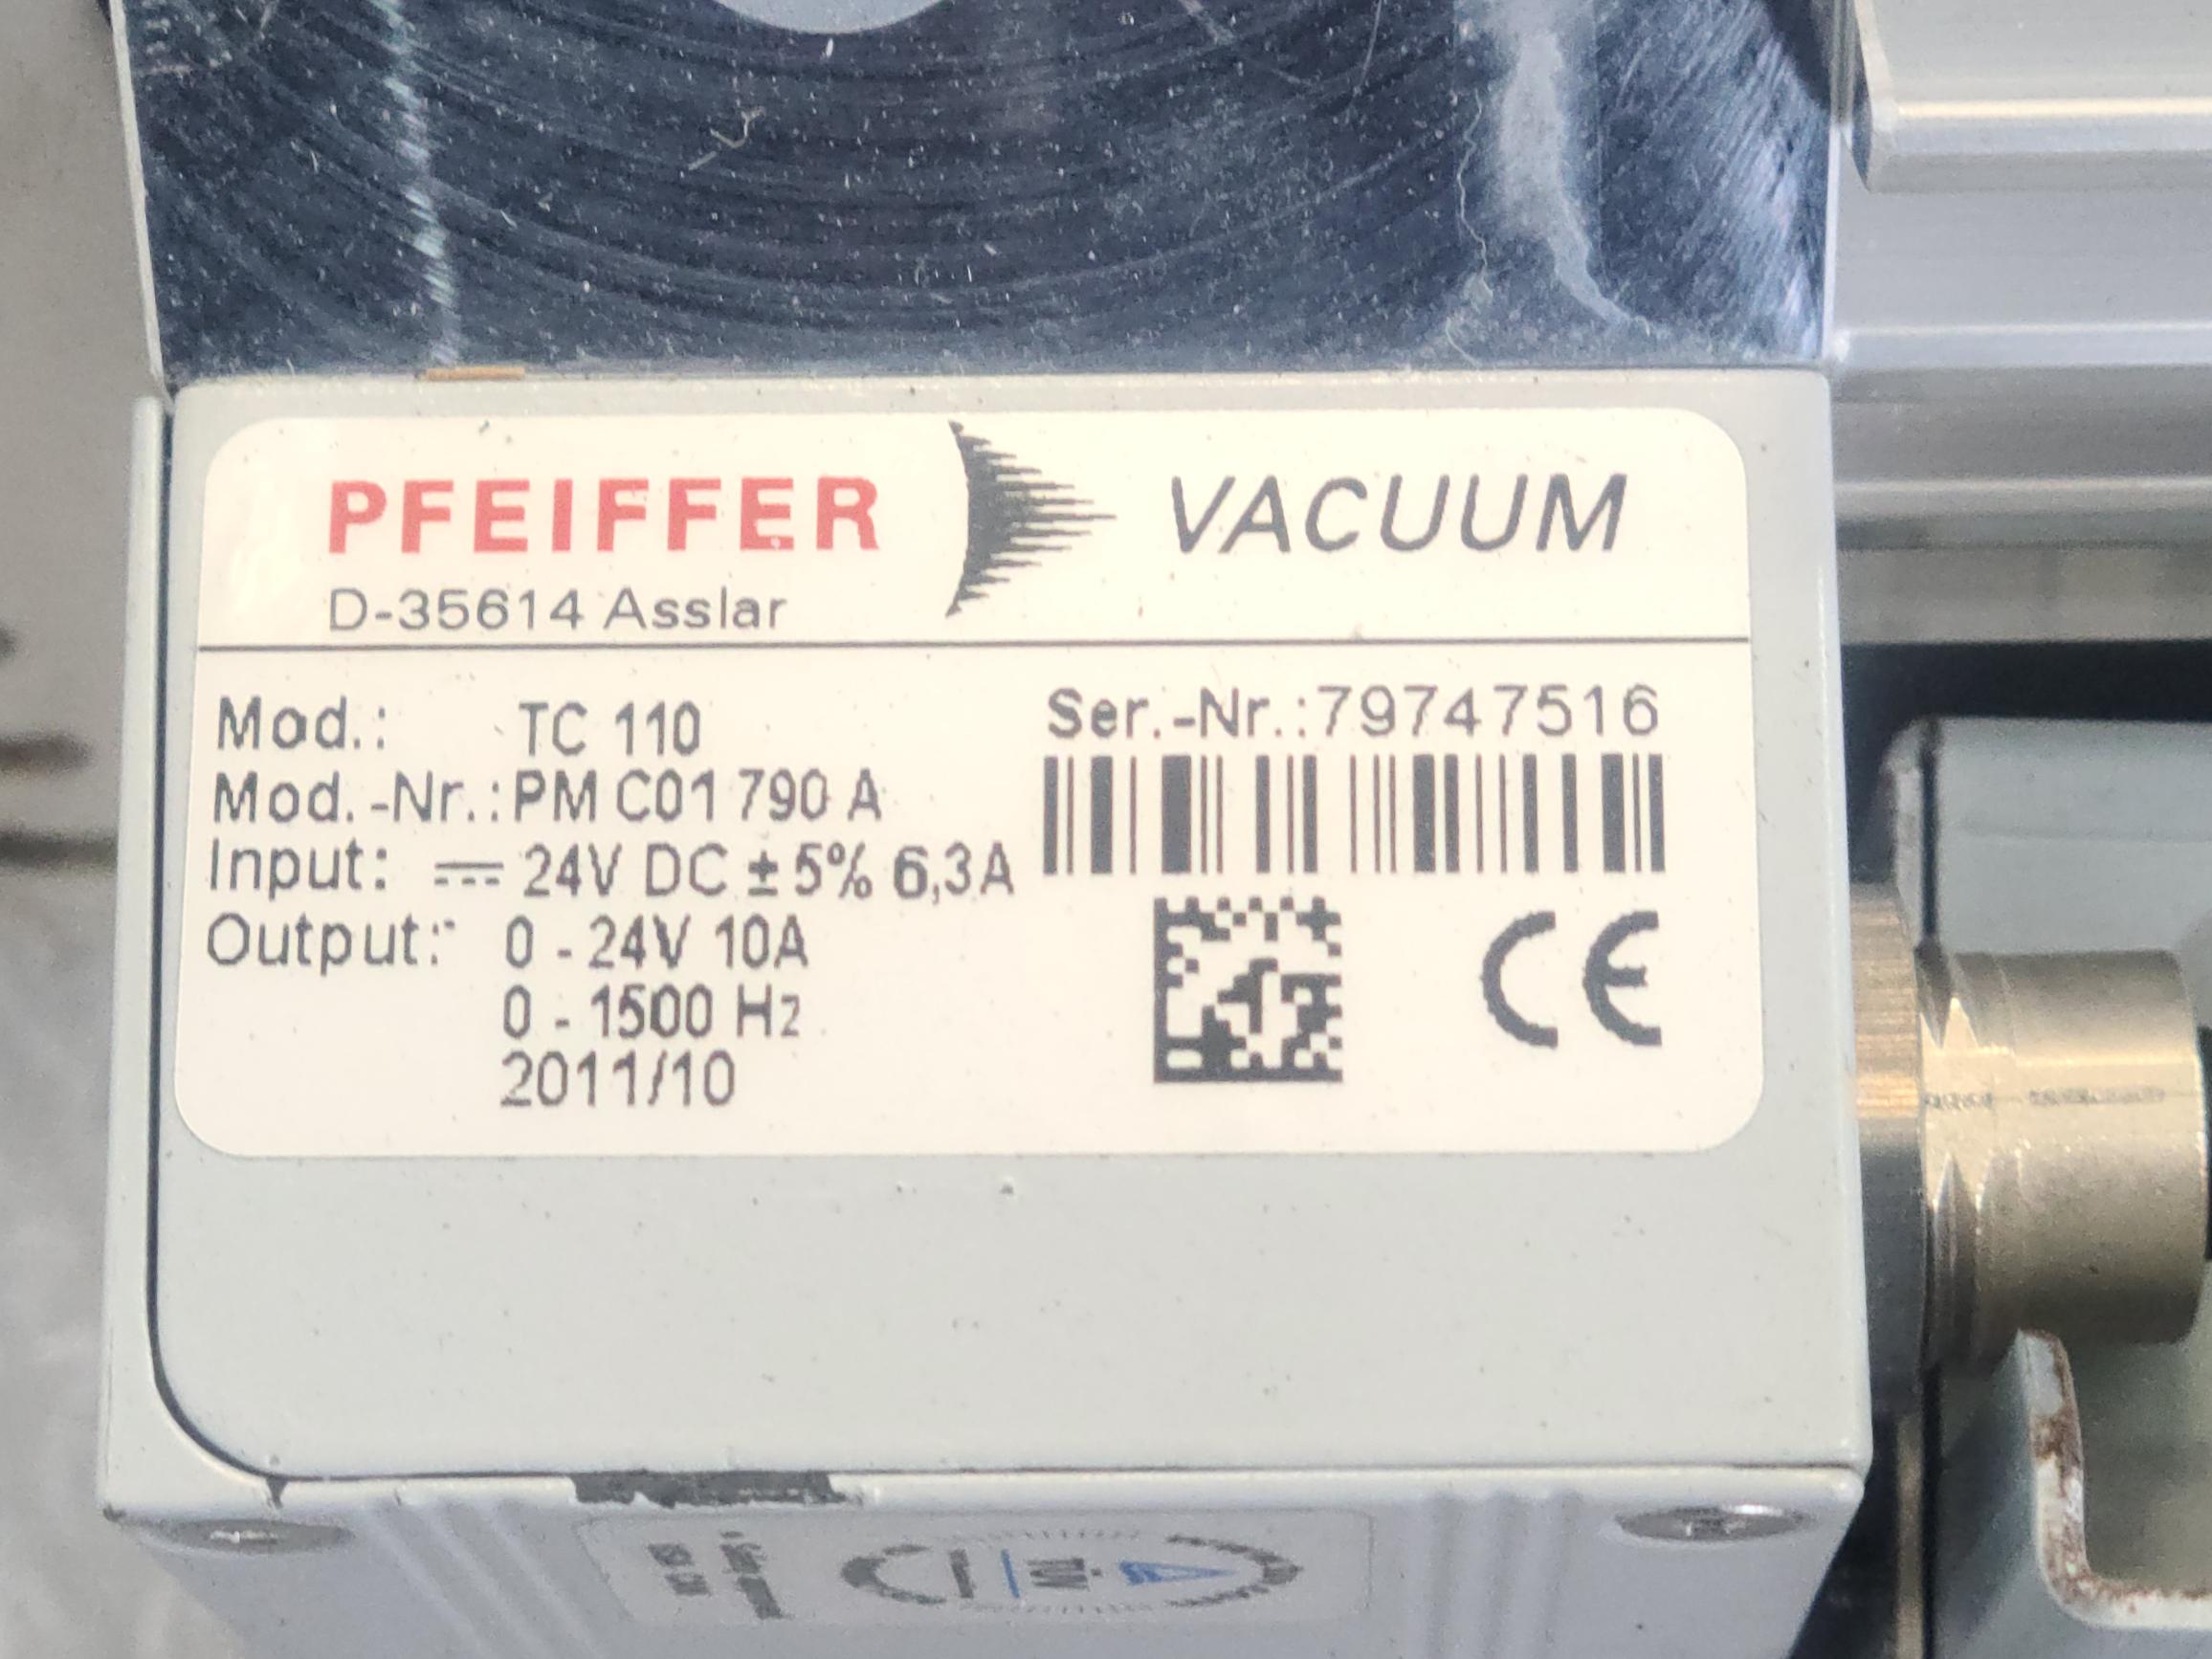 PFEIFFER VACUUM
D-35614 Asslar
Mod.: TC 110
Mod.-Nr.: PM C01 790 A
Input: ⎓ 24V DC ± 5% 6,3A
Output: 0 - 24V 10A
0 - 1500 Hz
2011/10
Ser.-Nr.:79747516
CE